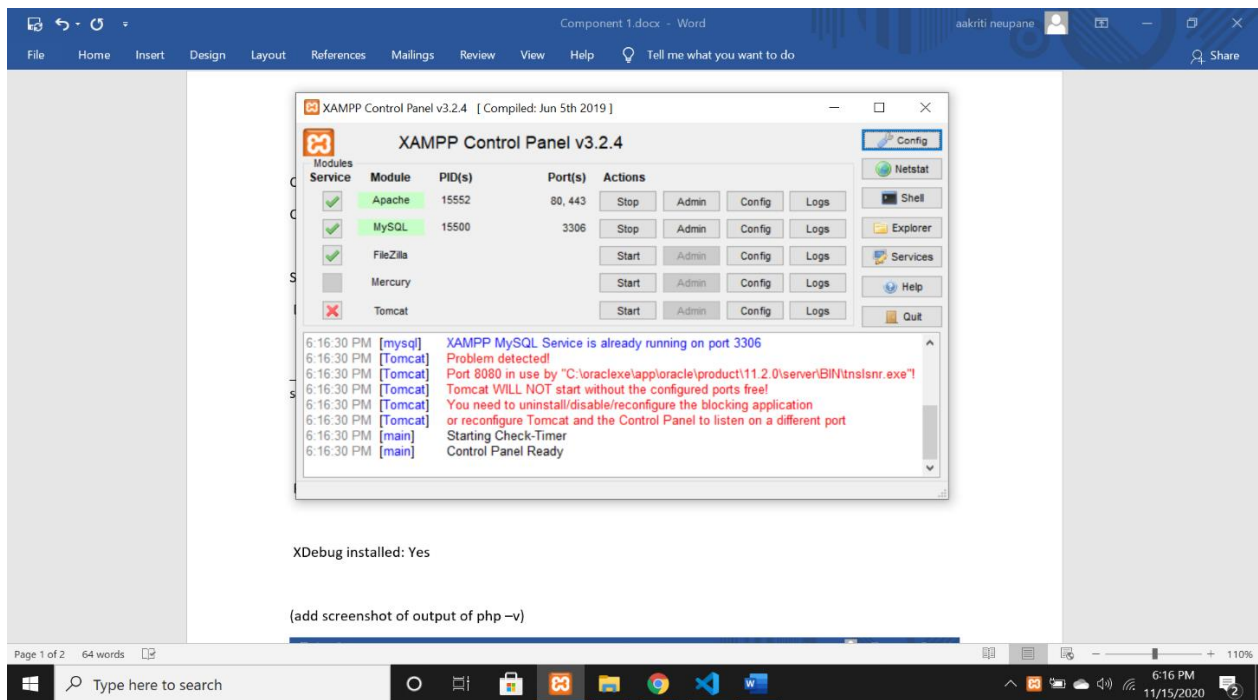 Component 1.docx - Word
aakriti neupane
File Home Insert Design Layout References Mailings Review View Help Tell me what you want to do Share
XAMPP Control Panel v3.2.4 [ Compiled: Jun 5th 2019 ]
XAMPP Control Panel v3.2.4
Config
Modules
Service Module PID(s) Port(s) Actions
Netstat
Apache 15552 80, 443 Stop Admin Config Logs
Shell
MySQL 15500 3306 Stop Admin Config Logs
Explorer
FileZilla Start Admin Config Logs
Services
Mercury Start Admin Config Logs
Help
Tomcat Start Admin Config Logs
Quit
6:16:30 PM [mysql] XAMPP MySQL Service is already running on port 3306
6:16:30 PM [Tomcat] Problem detected!
6:16:30 PM [Tomcat] Port 8080 in use by "C:\oraclexe\app\oracle\product\11.2.0\server\BIN\tnslsnr.exe"!
6:16:30 PM [Tomcat] Tomcat WILL NOT start without the configured ports free!
6:16:30 PM [Tomcat] You need to uninstall/disable/reconfigure the blocking application
6:16:30 PM [Tomcat] or reconfigure Tomcat and the Control Panel to listen on a different port
6:16:30 PM [main] Starting Check-Timer
6:16:30 PM [main] Control Panel Ready
XDebug installed: Yes
(add screenshot of output of php –v)
Page 1 of 2 64 words 110%
Type here to search
6:16 PM
11/15/2020
2